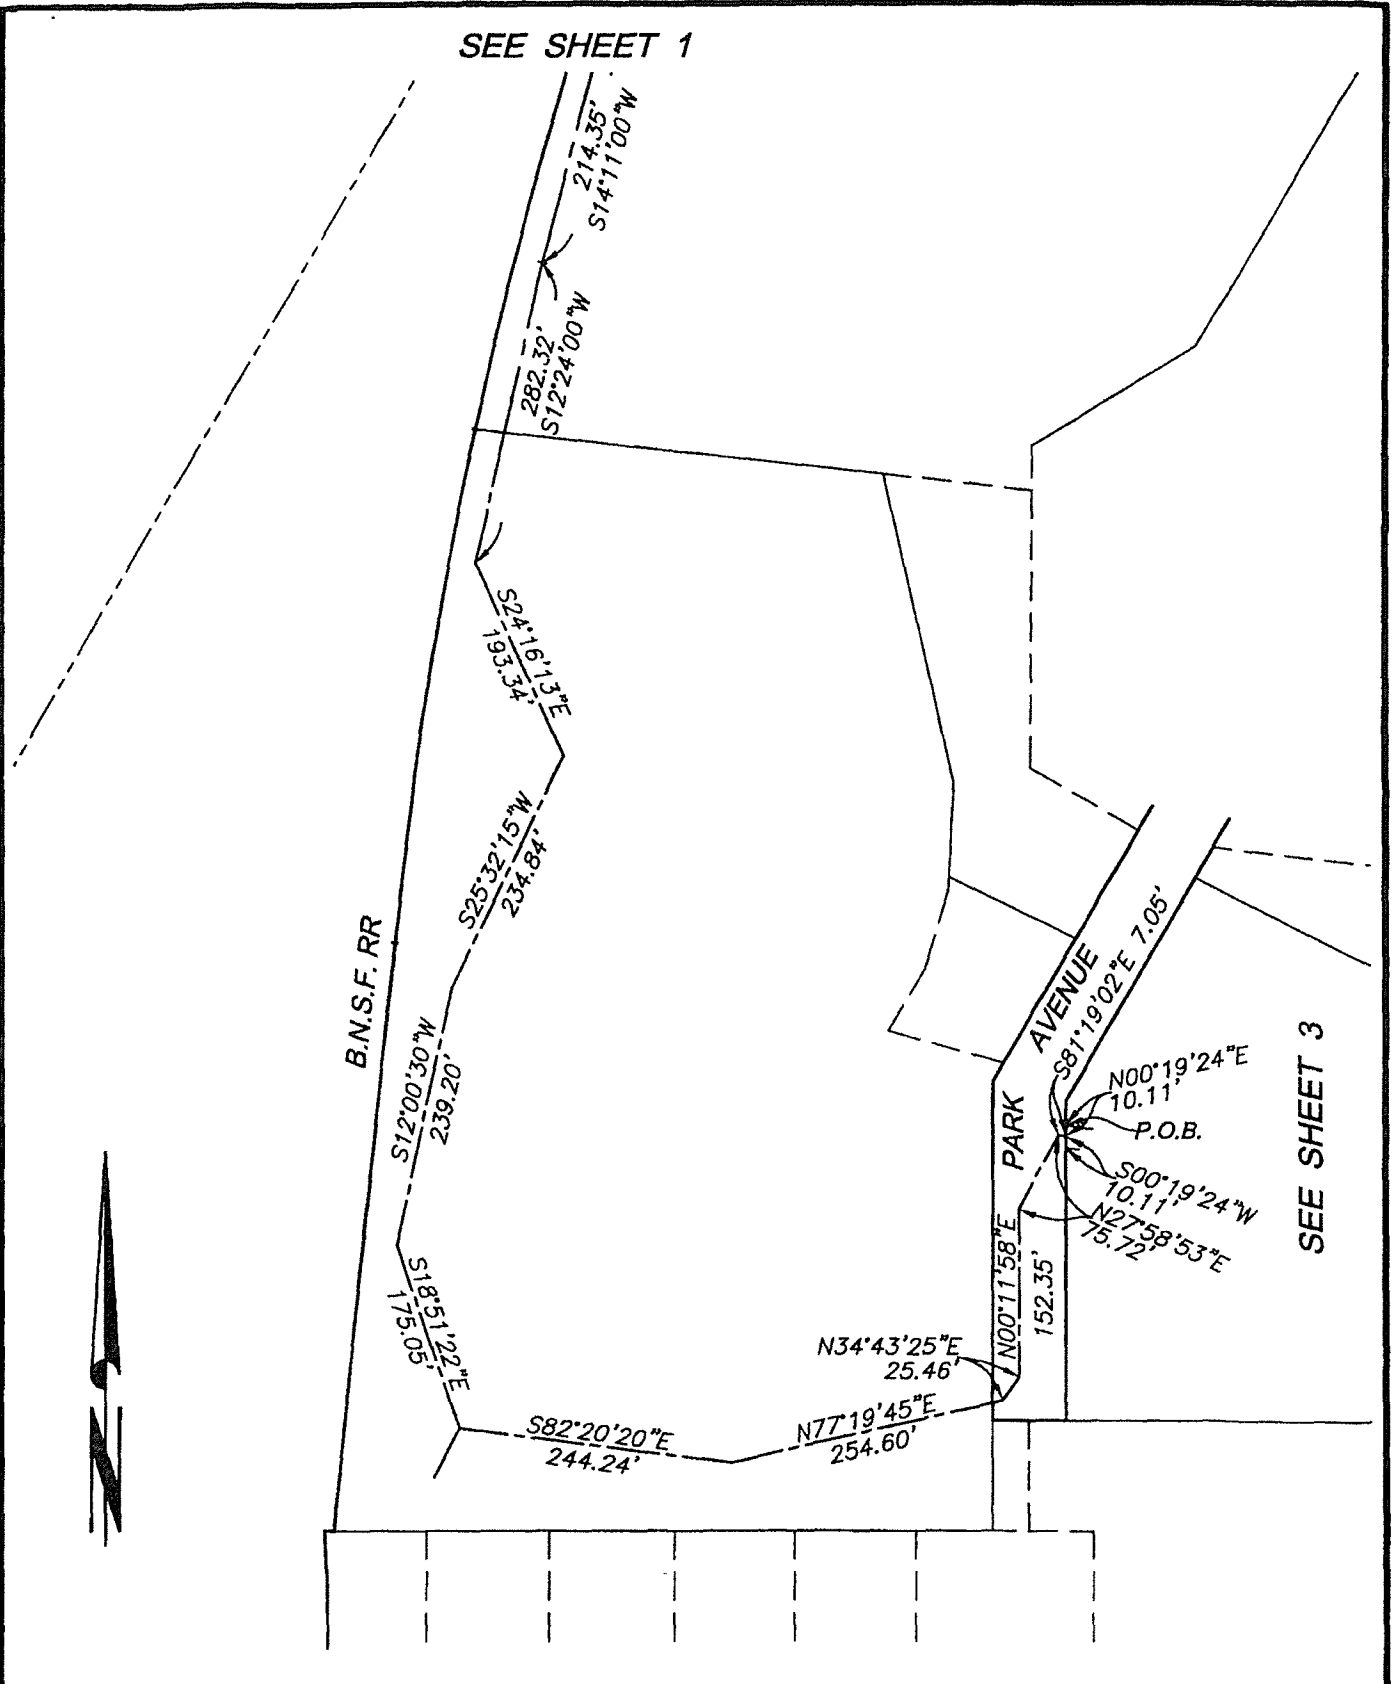 SEE SHEET 1
214.35'
S14°11'00"W
282.32'
S12°24'00"W
S24°16'13"E
193.34'
S25°32'15"W
234.84'
B.N.S.F. RR
S12°00'30"W
239.20'
S18°51'22"E
175.05'
S82°20'20"E
244.24'
N77°19'45"E
254.60'
N34°43'25"E
25.46'
N00°11'58"E
152.35'
PARK AVENUE
S81°19'02"E 7.05'
N00°19'24"E
10.11'
P.O.B.
S00°19'24"W
10.11'
N27°58'53"E
75.72'
SEE SHEET 3
N